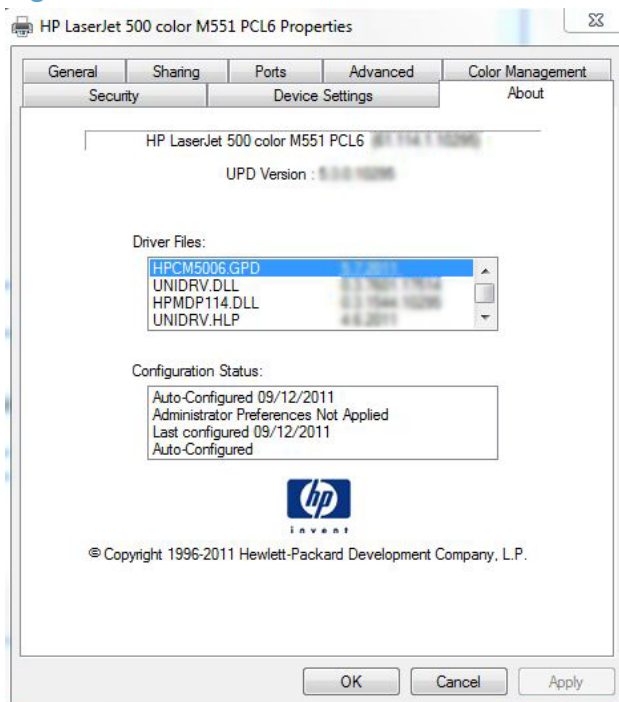 HP LaserJet 500 color M551 PCL6 Properties
General Sharing Ports Advanced Color Management
Security Device Settings About
HP LaserJet 500 color M551 PCL6
UPD Version :
Driver Files:
HPCM5006.GPD
UNIDRV.DLL
HPMDP114.DLL
UNIDRV.HLP
Configuration Status:
Auto-Configured 09/12/2011
Administrator Preferences Not Applied
Last configured 09/12/2011
Auto-Configured
hp
invent
© Copyright 1996-2011 Hewlett-Packard Development Company, L.P.
OK Cancel Apply